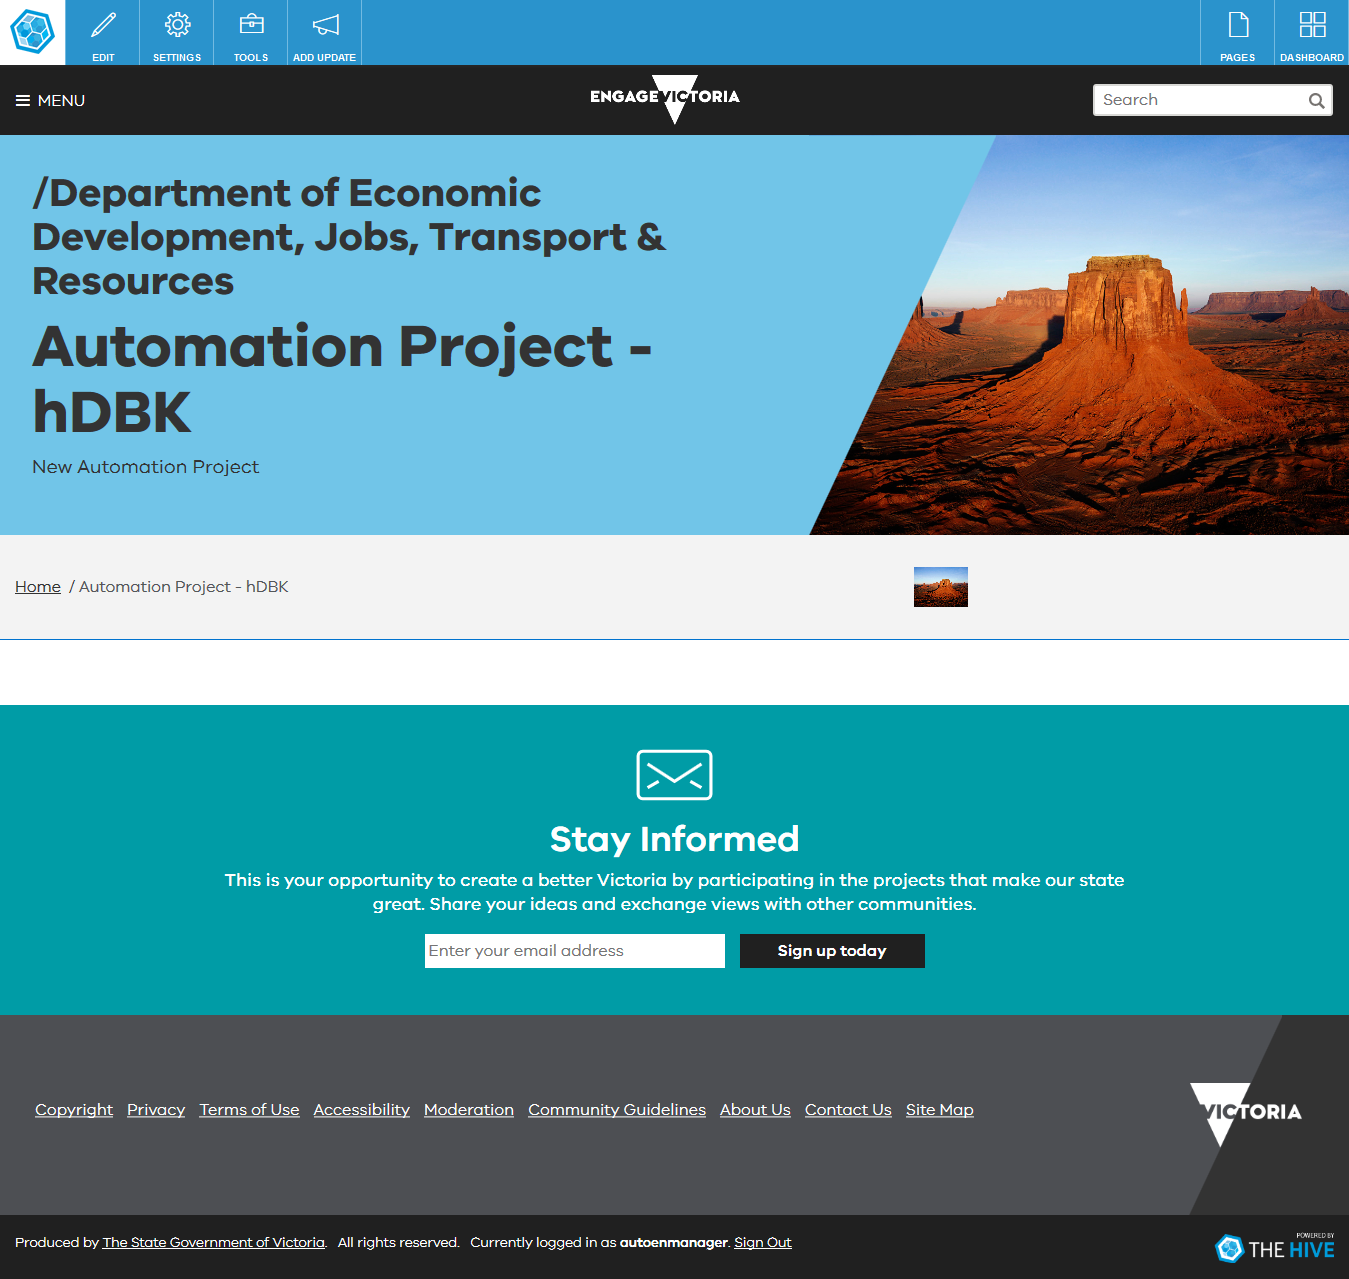 EDIT
SETTINGS
TOOLS
ADD UPDATE
PAGES
DASHBOARD
MENU
ENGAGEVICTORIA
Search
/Department of Economic
Development, Jobs, Transport &
Resources
Automation Project -
hDBK
New Automation Project
Home / Automation Project - hDBK
Stay Informed
This is your opportunity to create a better Victoria by participating in the projects that make our state
great. Share your ideas and exchange views with other communities.
Enter your email address
Sign up today
Copyright Privacy Terms of Use Accessibility Moderation Community Guidelines About Us Contact Us Site Map
VICTORIA
Produced by The State Government of Victoria. All rights reserved. Currently logged in as autoenmanager. Sign Out
POWERED BY
THE HIVE